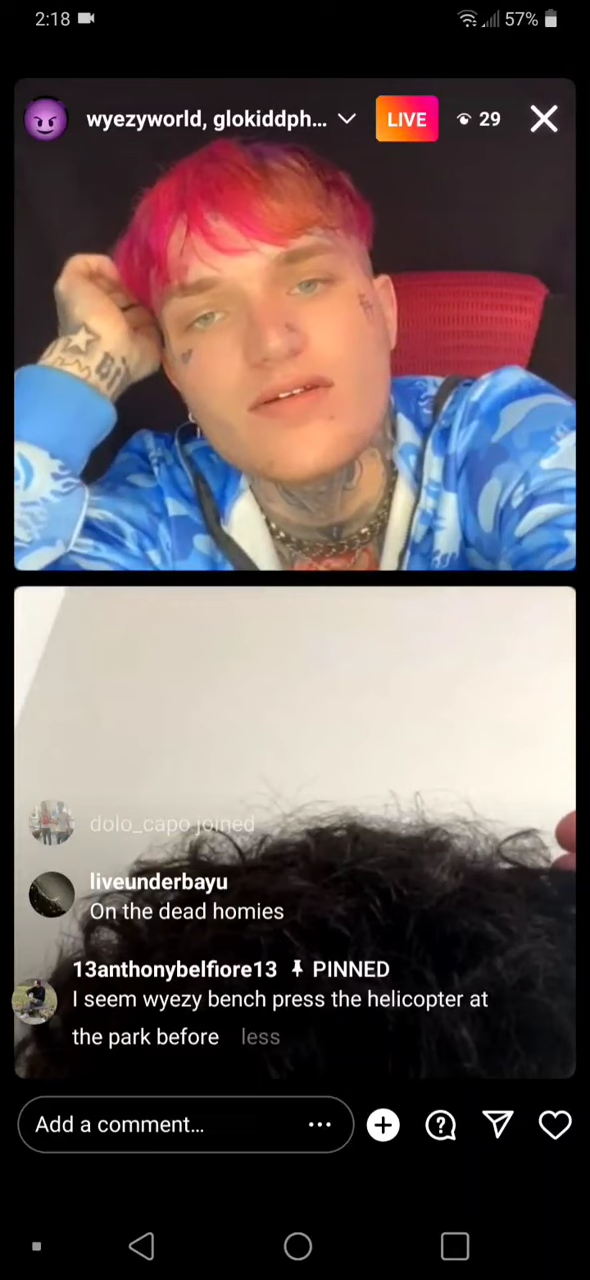 2:18
57%
wyezyworld, glokiddph...
LIVE
29
dolo_capo joined
liveunderbayu
On the dead homies
13anthonybelfiore13 PINNED
I seem wyezy bench press the helicopter at
the park before less
Add a comment...